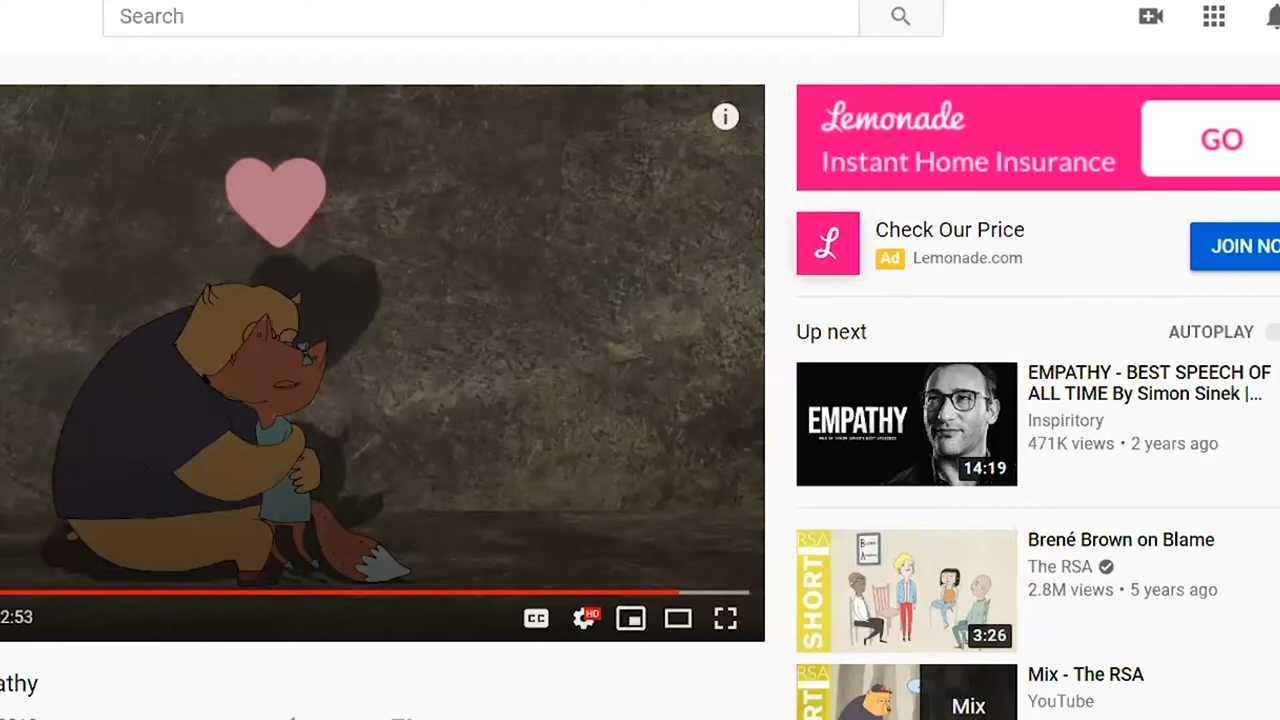 Search
Lemonade
Instant Home Insurance
GO
Check Our Price
Ad Lemonade.com
JOIN NO
Up next
AUTOPLAY
EMPATHY
14:19
EMPATHY - BEST SPEECH OF
ALL TIME By Simon Sinek |...
Inspiritory
471K views • 2 years ago
RSA
SHORT
3:26
Brené Brown on Blame
The RSA
2.8M views • 5 years ago
2:53
CC
HD
athy
RSA
Mix
Mix - The RSA
YouTube